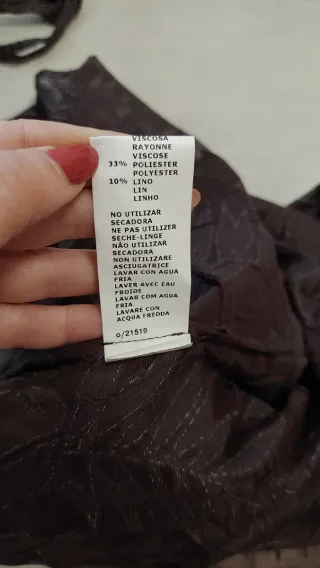 VISCOSA
RAYONNE
VISCOSE
33% POLIESTER
POLYESTER
10% LINO
LIN
LINHO
NO UTILIZAR
SECADORA
NE PAS UTILIZER
SECHE-LINGE
NÃO UTILIZAR
SECADORA
NON UTILIZARE
ASCIUGATRICE
LAVAR CON AGUA
FRIA
LAVER AVEC EAU
FROIDE
LAVAR COM AGUA
FRIA
LAVARE CON
ACQUA FREDDA
o/21519